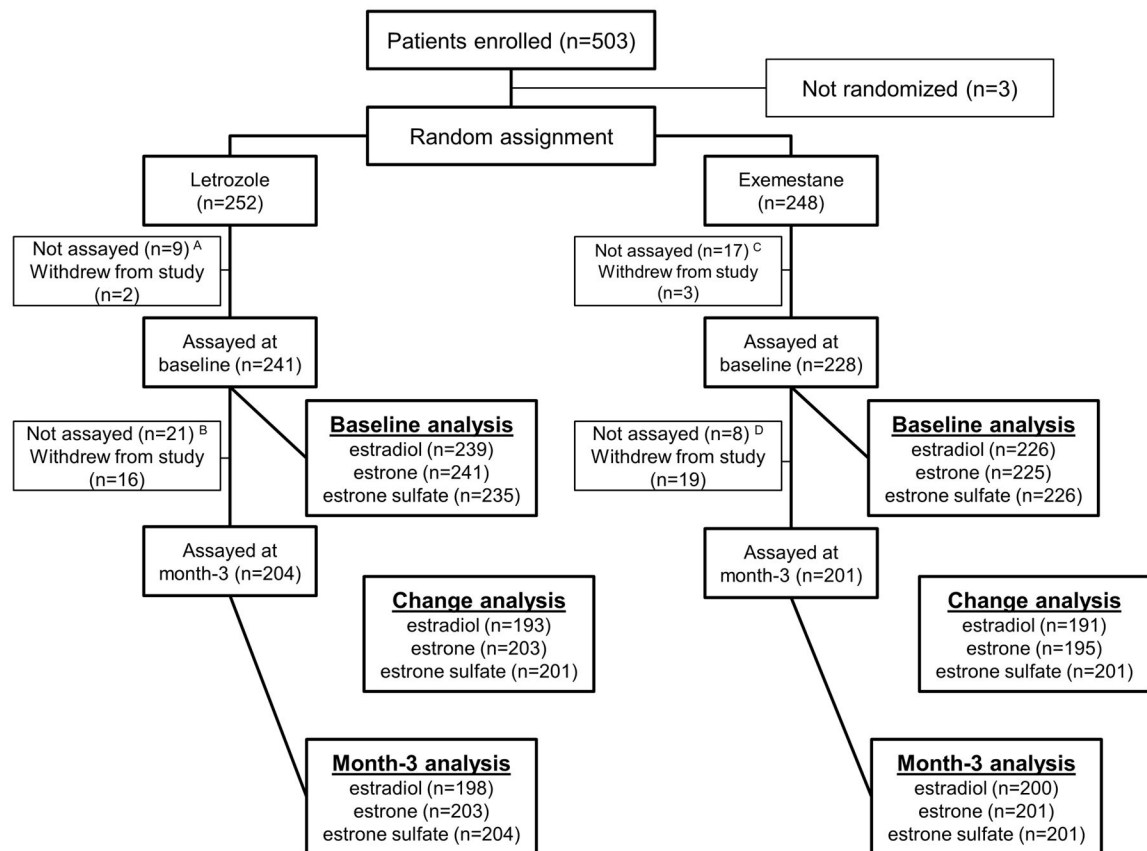 Patients enrolled (n=503)
Not randomized (n=3)
Random assignment
Letrozole
(n=252)
Exemestane
(n=248)
Not assayed (n=9) A
Withdrew from study
(n=2)
Not assayed (n=17) C
Withdrew from study
(n=3)
Assayed at
baseline (n=241)
Assayed at
baseline (n=228)
Baseline analysis
estradiol (n=239)
estrone (n=241)
estrone sulfate (n=235)
Baseline analysis
estradiol (n=226)
estrone (n=225)
estrone sulfate (n=226)
Not assayed (n=21) B
Withdrew from study
(n=16)
Not assayed (n=8) D
Withdrew from study
(n=19)
Assayed at
month-3 (n=204)
Assayed at
month-3 (n=201)
Change analysis
estradiol (n=193)
estrone (n=203)
estrone sulfate (n=201)
Change analysis
estradiol (n=191)
estrone (n=195)
estrone sulfate (n=201)
Month-3 analysis
estradiol (n=198)
estrone (n=203)
estrone sulfate (n=204)
Month-3 analysis
estradiol (n=200)
estrone (n=201)
estrone sulfate (n=201)